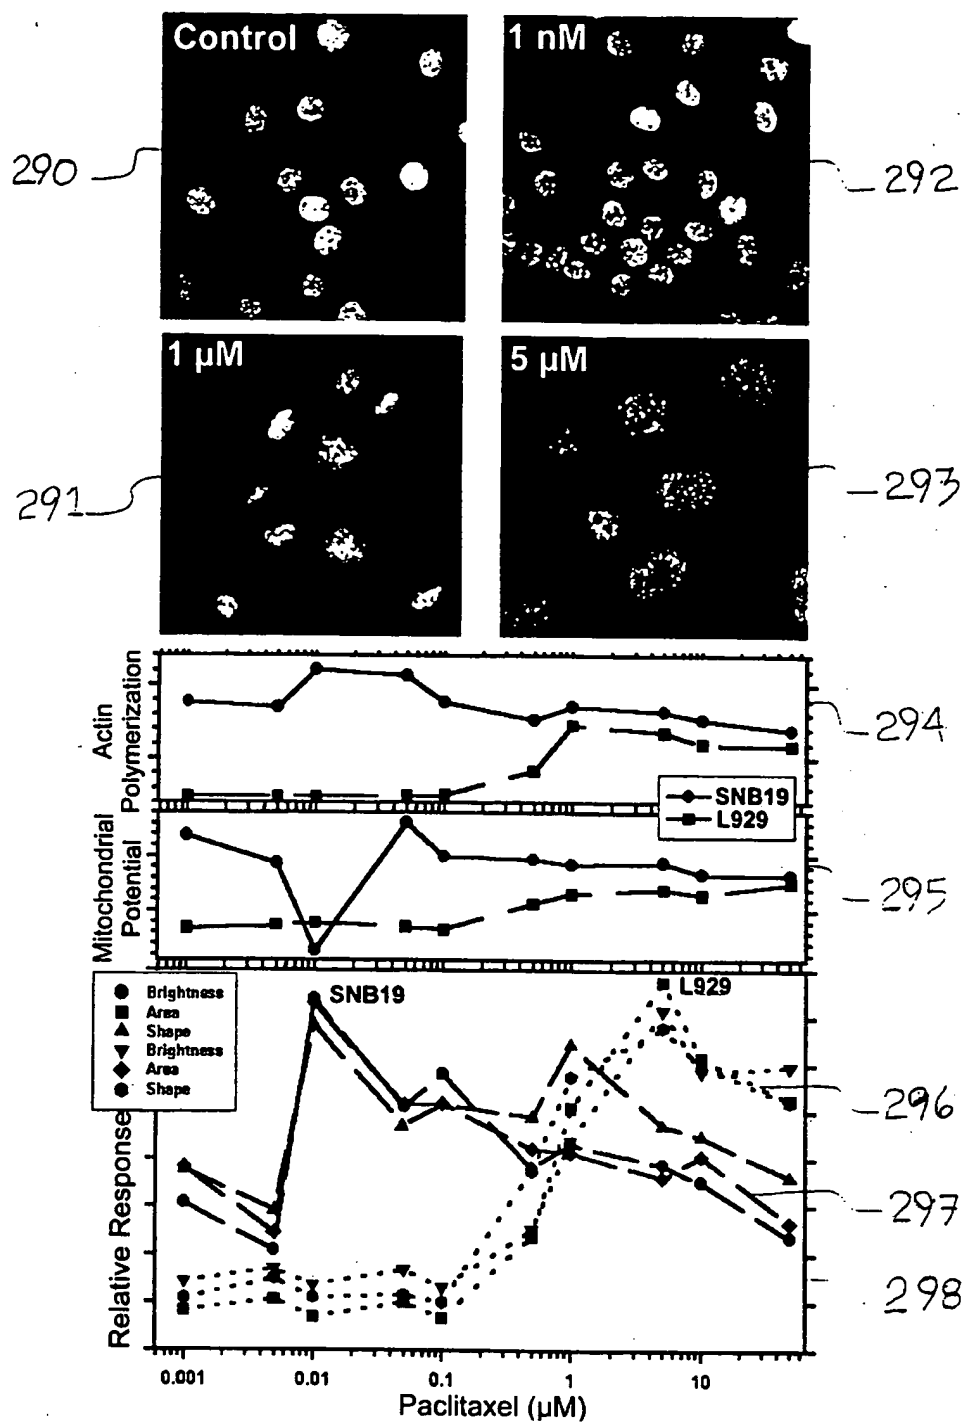 Control
1 nM
290
292
1 µM
5 µM
291
293
Actin
Polymerization
294
SNB19
L929
Mitochondrial
Potential
295
Brightness
Area
Shape
Brightness
Area
Shape
SNB19
L929
296
297
298
Relative Response
0.001 0.01 0.1 1 10
Paclitaxel (µM)